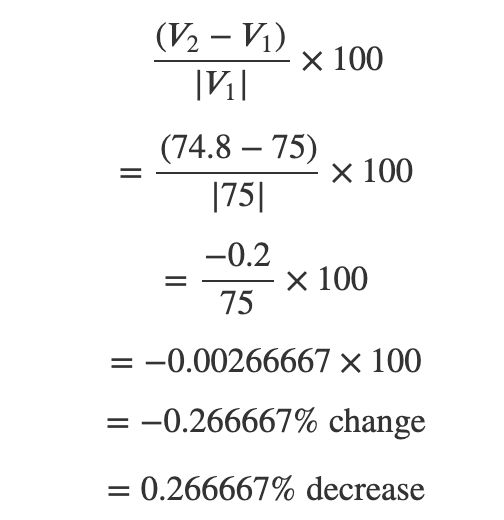 (V₂ − V₁)
|V₁|
× 100
= (74.8 − 75)
|75|
× 100
= −0.2
75
× 100
= −0.00266667 × 100
= −0.266667% change
= 0.266667% decrease